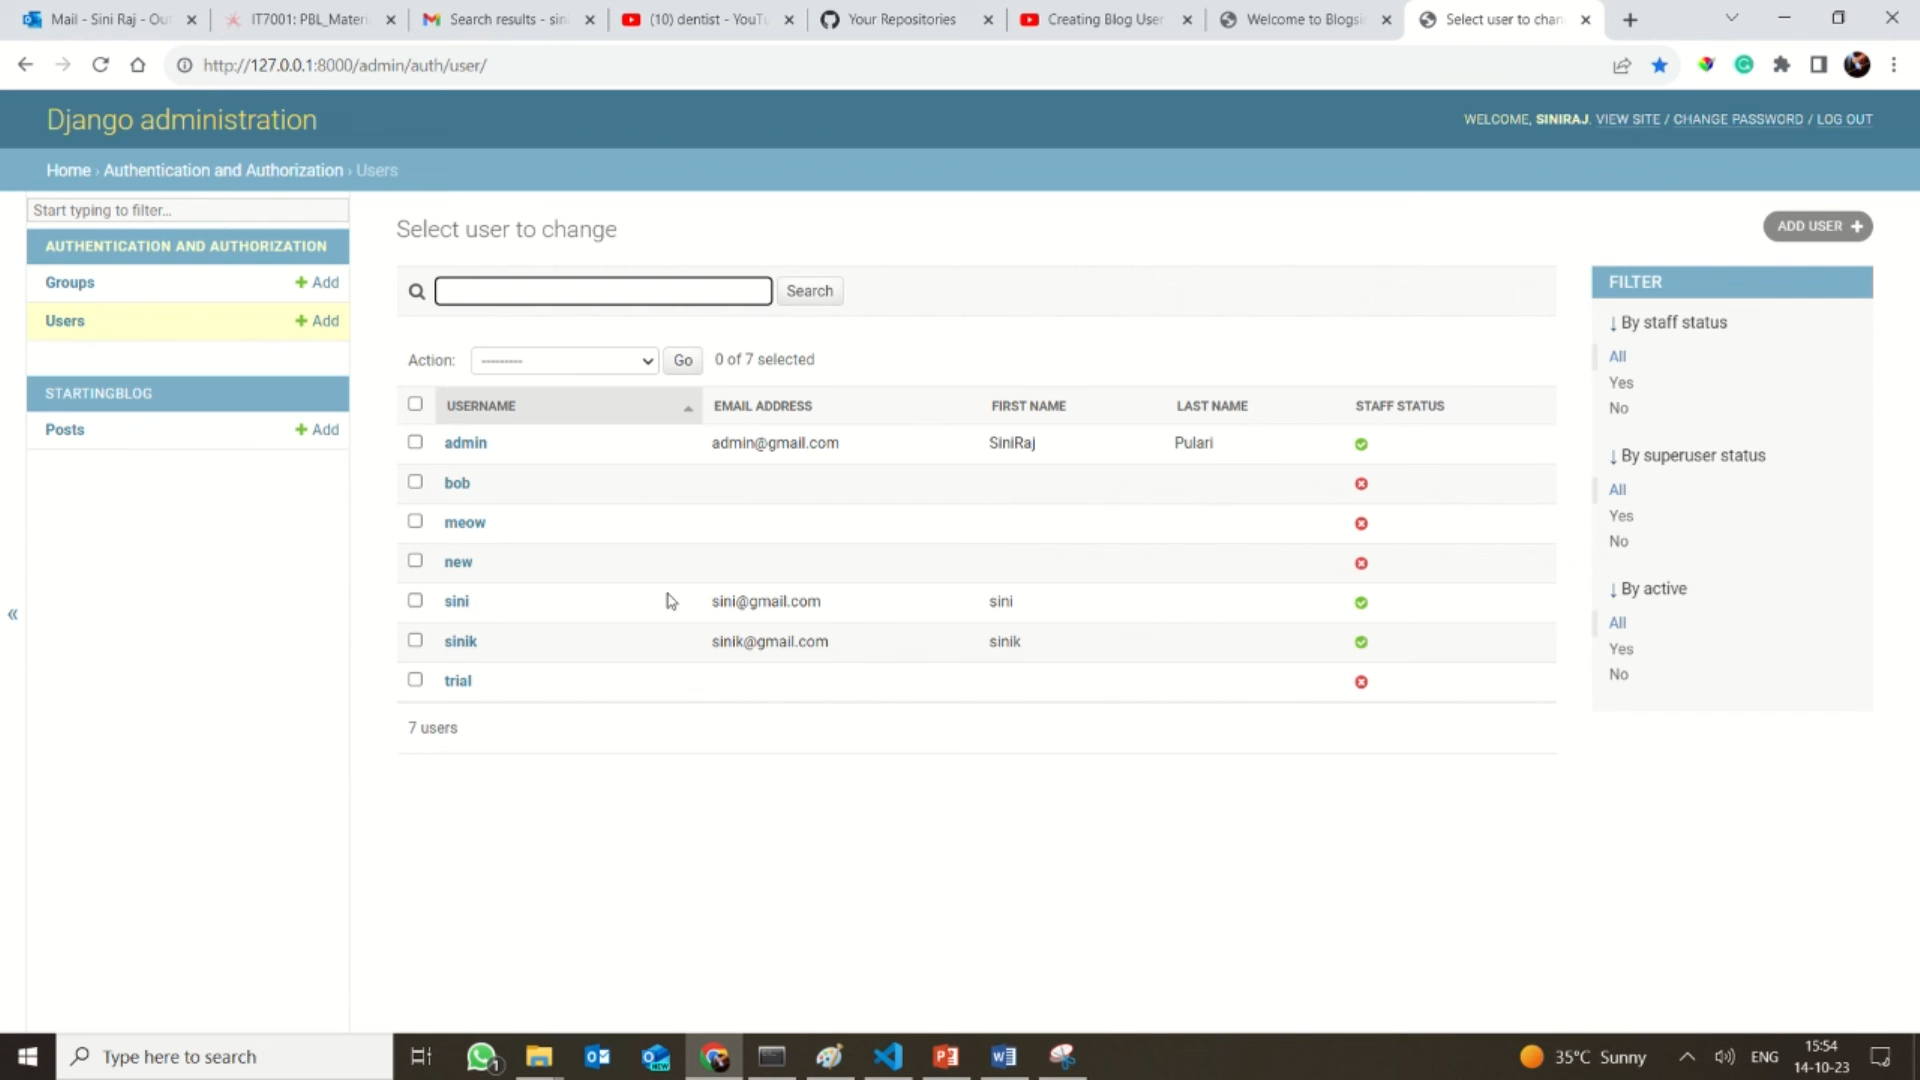 Mail - Sini Raj - Ou
IT7001: PBL_Materi
Search results - sin
(10) dentist - YouTu
Your Repositories
Creating Blog User
Welcome to Blogsi
Select user to chan
http://127.0.0.1:8000/admin/auth/user/
Django administration
WELCOME, SINIRAJ. VIEW SITE / CHANGE PASSWORD / LOG OUT
Home › Authentication and Authorization › Users
Start typing to filter...
AUTHENTICATION AND AUTHORIZATION
Groups + Add
Users + Add
STARTINGBLOG
Posts + Add
«
Select user to change
ADD USER +
Search
Action: --------- Go 0 of 7 selected
USERNAME EMAIL ADDRESS FIRST NAME LAST NAME STAFF STATUS
admin admin@gmail.com SiniRaj Pulari
bob
meow
new
sini sini@gmail.com sini
sinik sinik@gmail.com sinik
trial
7 users
FILTER
↓ By staff status
All
Yes
No
↓ By superuser status
All
Yes
No
↓ By active
All
Yes
No
Type here to search
1
NEW
35°C Sunny
ENG
15:54
14-10-23